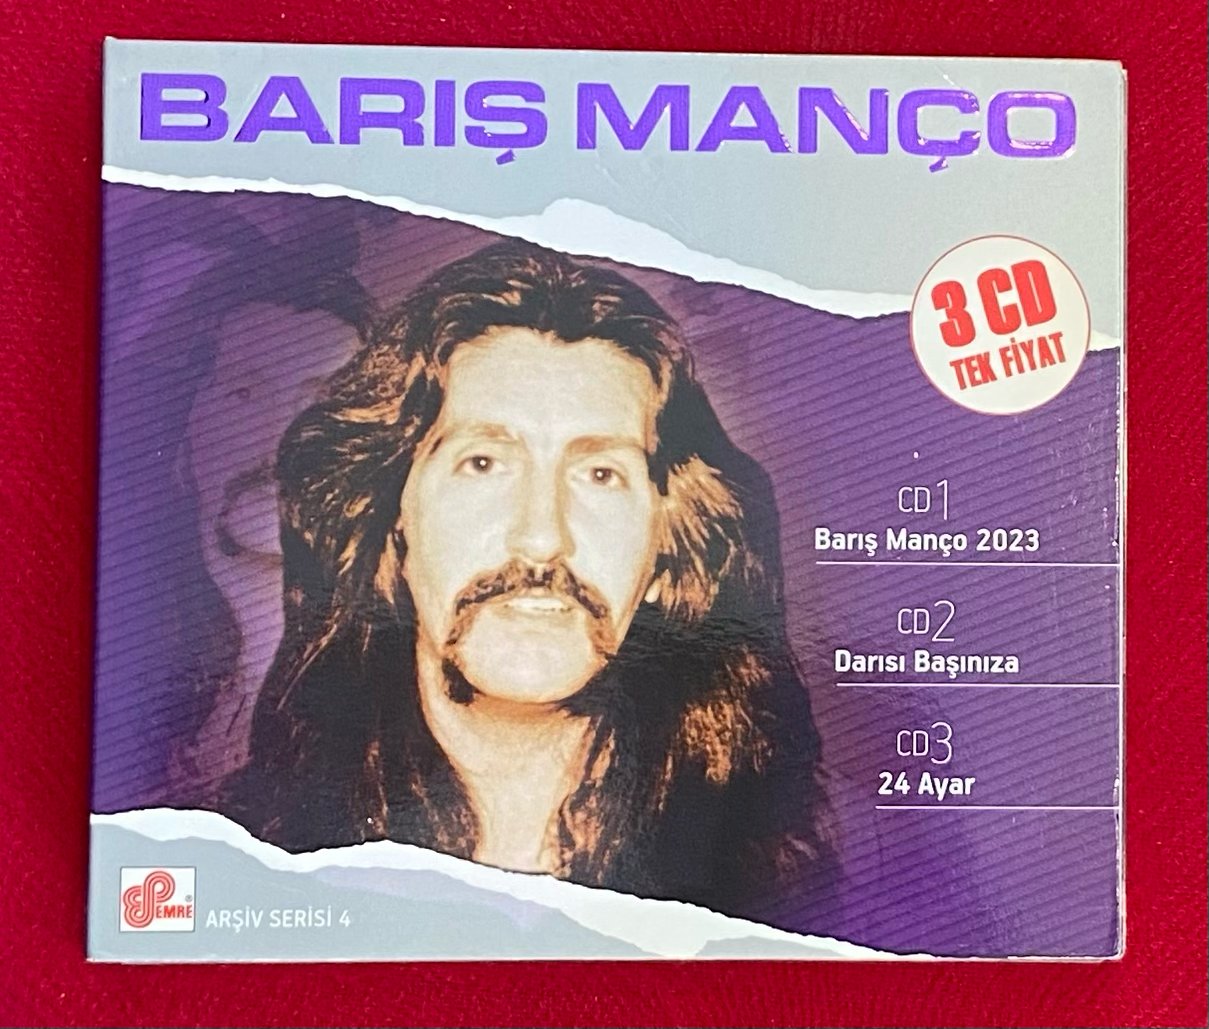 BARIŞ MANÇO
3 CD
TEK FİYAT
CD1
Barış Manço 2023
CD2
Darısı Başınıza
CD3
24 Ayar
EMRE ®
ARŞİV SERİSİ 4